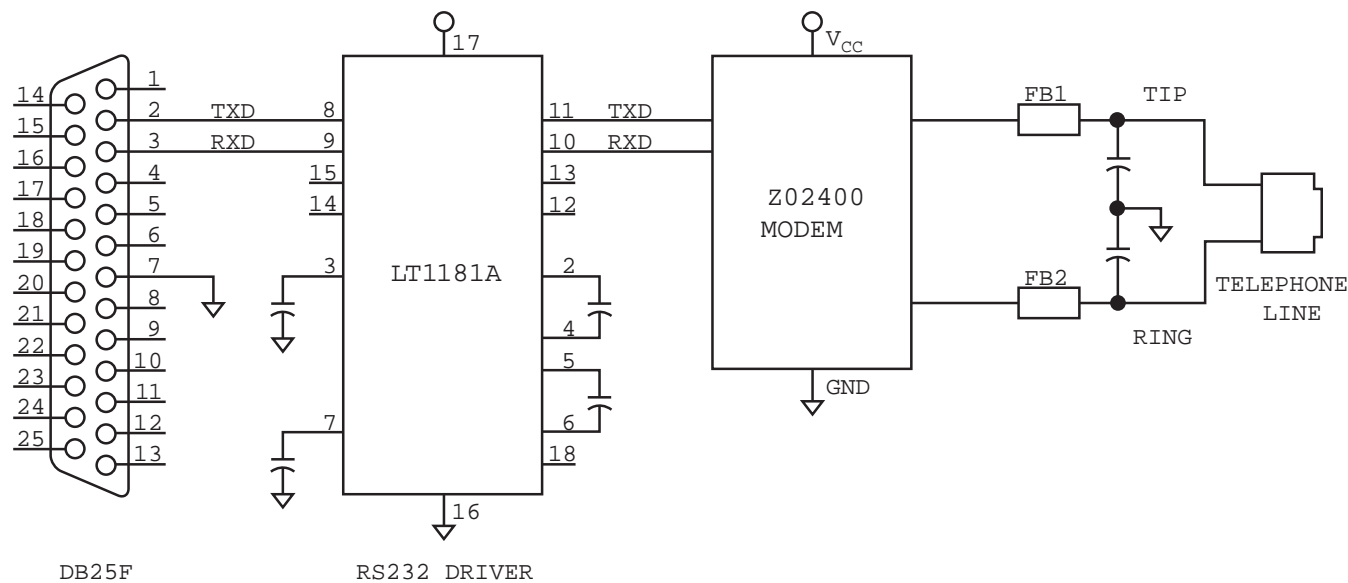 14
15
16
17
18
19
20
21
22
23
24
25
1
2
3
4
5
6
7
8
9
10
11
12
13
TXD
RXD
DB25F
17
8
9
15
14
3
7
LT1181A
11
10
13
12
2
4
5
6
18
16
RS232 DRIVER
TXD
RXD
VCC
Z02400
MODEM
GND
FB1
TIP
FB2
RING
TELEPHONE
LINE